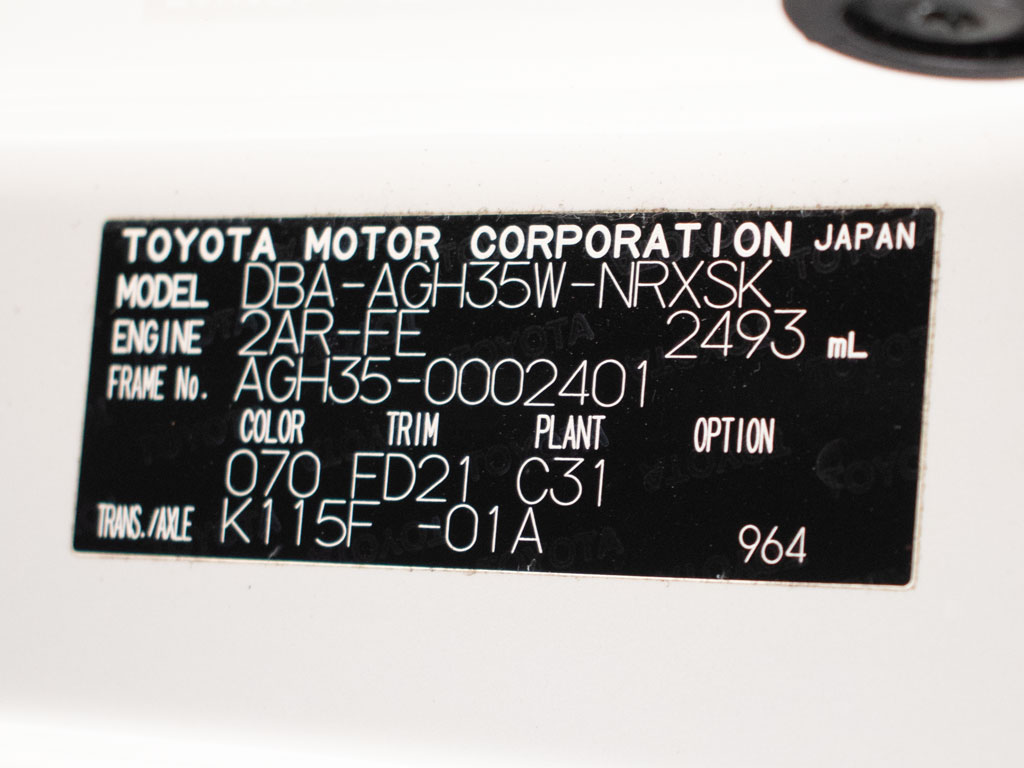 TOYOTA MOTOR CORPORATION JAPAN
MODEL DBA-AGH35W-NRXSK
ENGINE 2AR-FE 2493 mL
FRAME No. AGH35-0002401
COLOR TRIM PLANT OPTION
070 FD21 C31
TRANS./AXLE K115F -01A 964